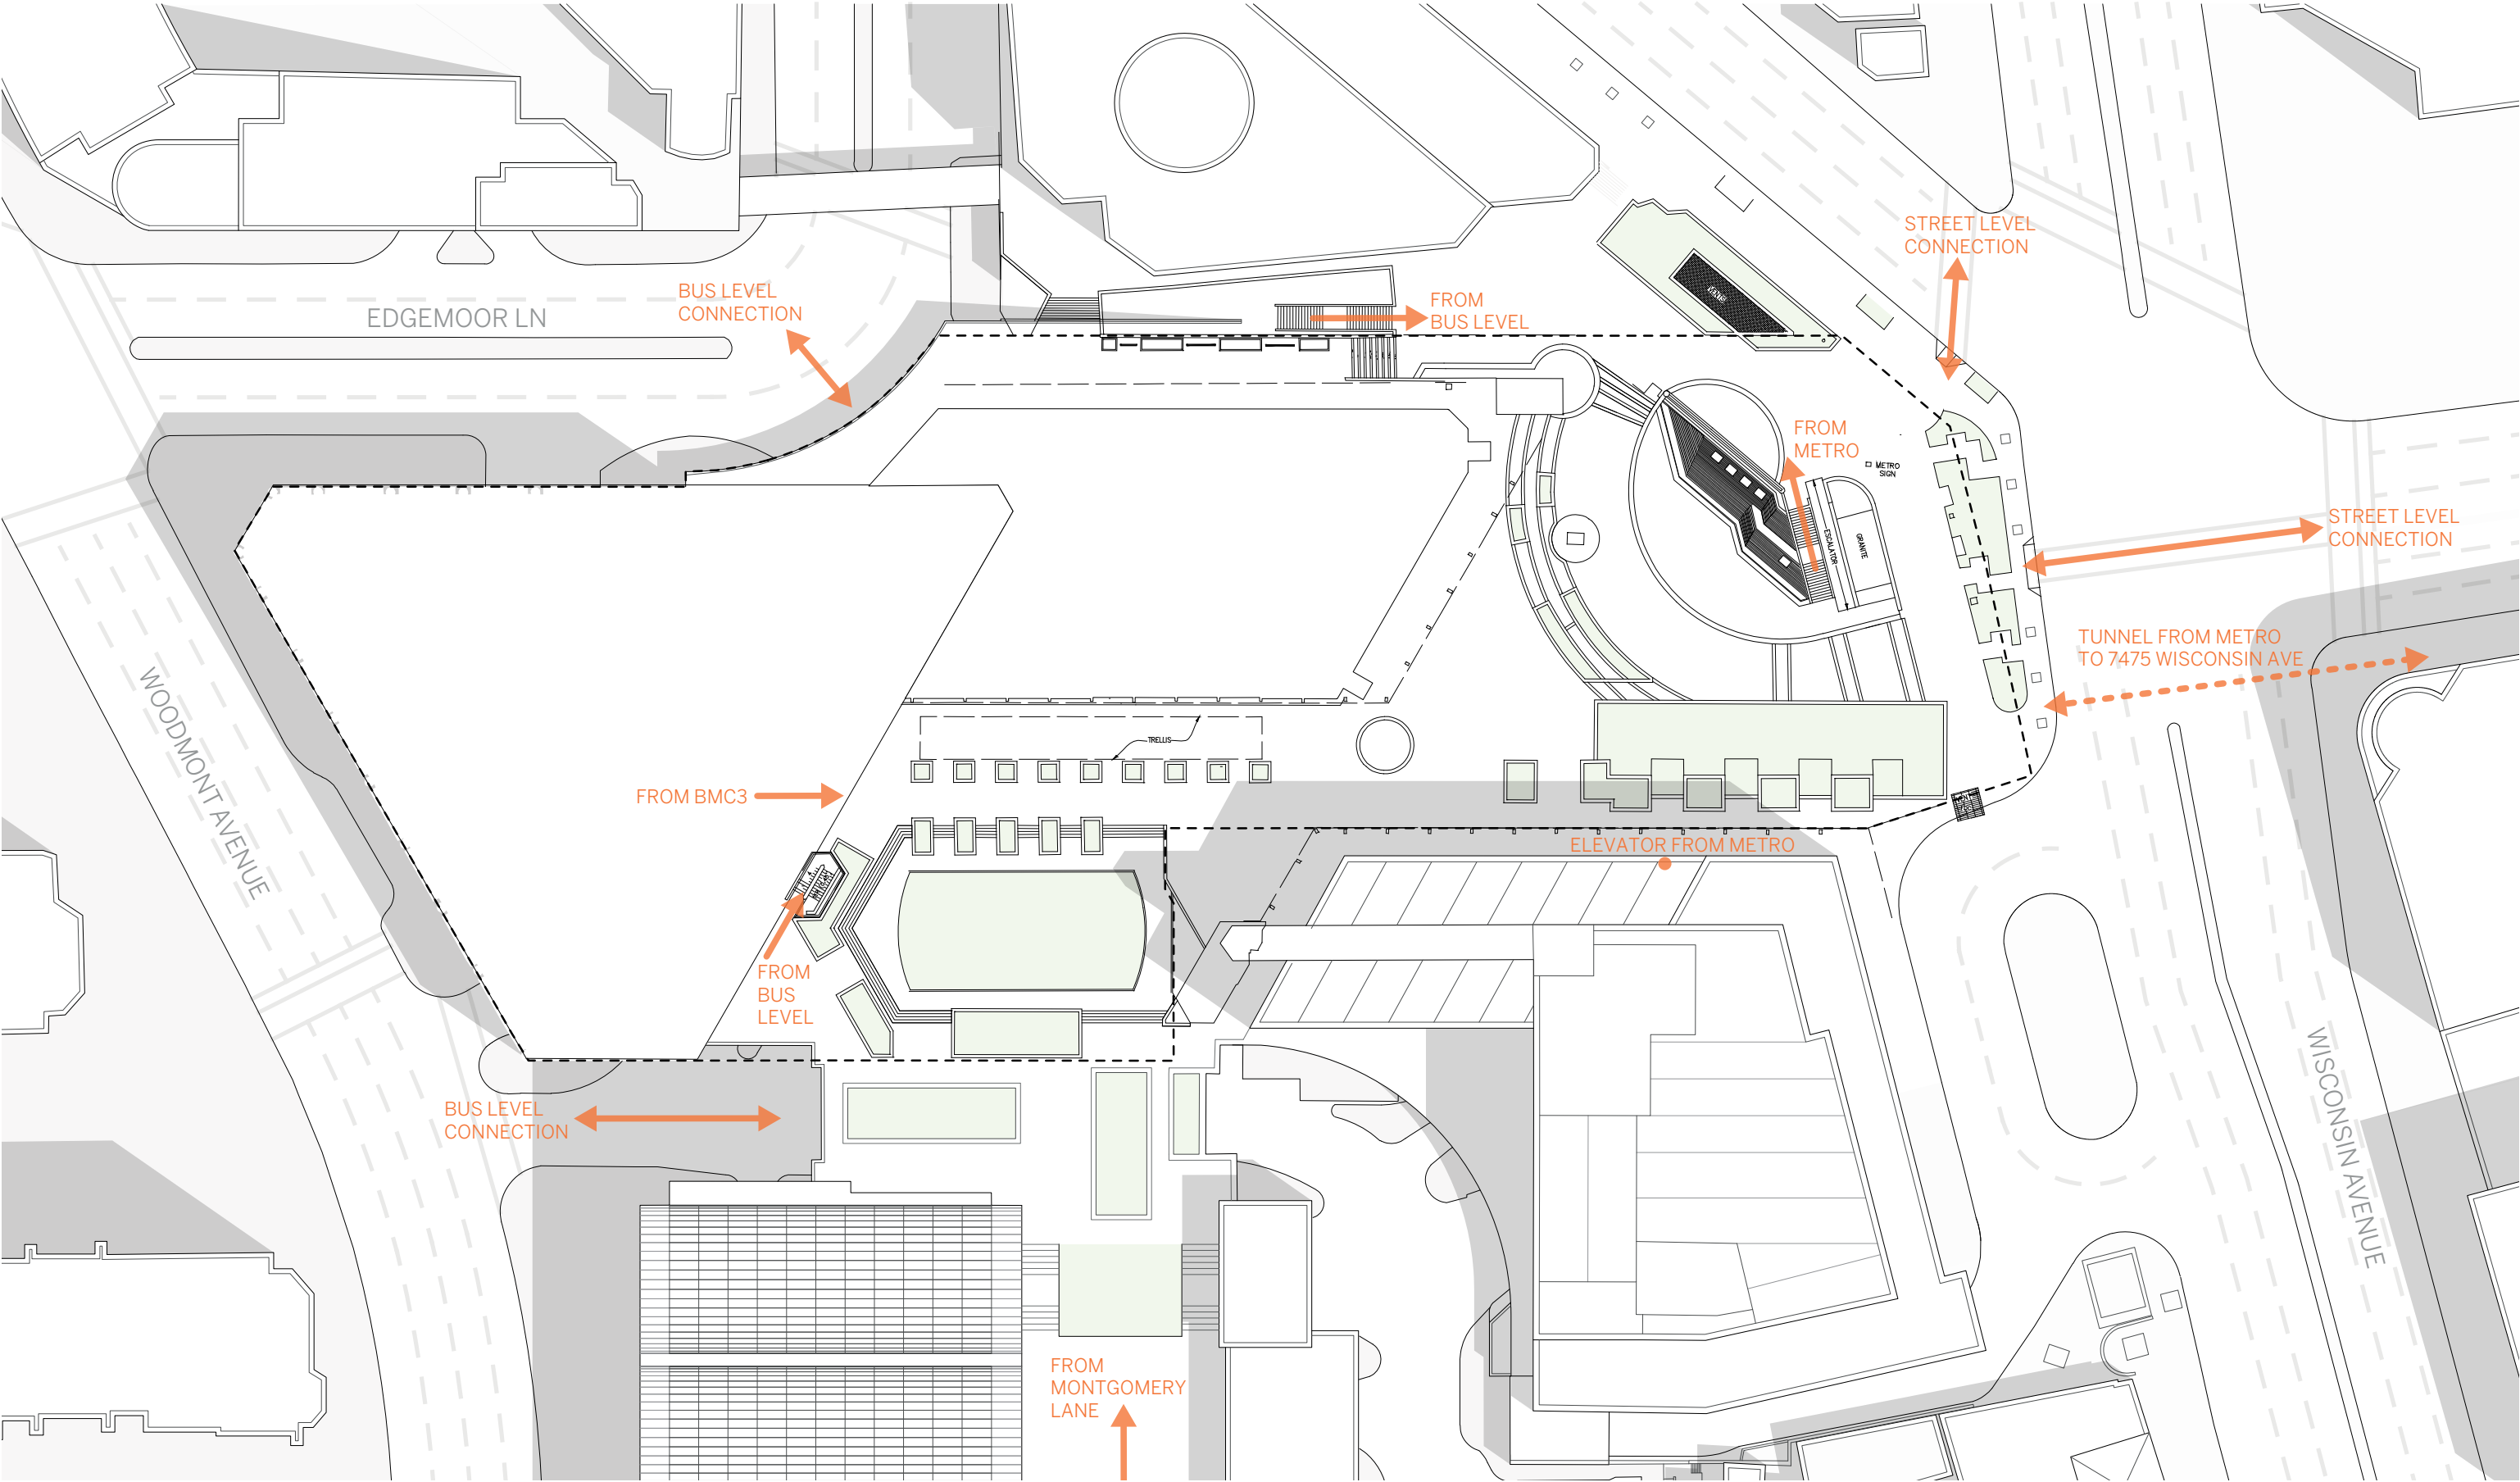 STREET LEVEL
CONNECTION
BUS LEVEL
CONNECTION
EDGEMOOR LN
FROM
BUS LEVEL
FROM
METRO
METRO
SIGN
ESCALATOR
GRANITE
STREET LEVEL
CONNECTION
TUNNEL FROM METRO
TO 7475 WISCONSIN AVE
WOODMONT AVENUE
TRELLIS
FROM BMC3
ELEVATOR FROM METRO
FROM
BUS
LEVEL
BUS LEVEL
CONNECTION
WISCONSIN AVENUE
FROM
MONTGOMERY
LANE